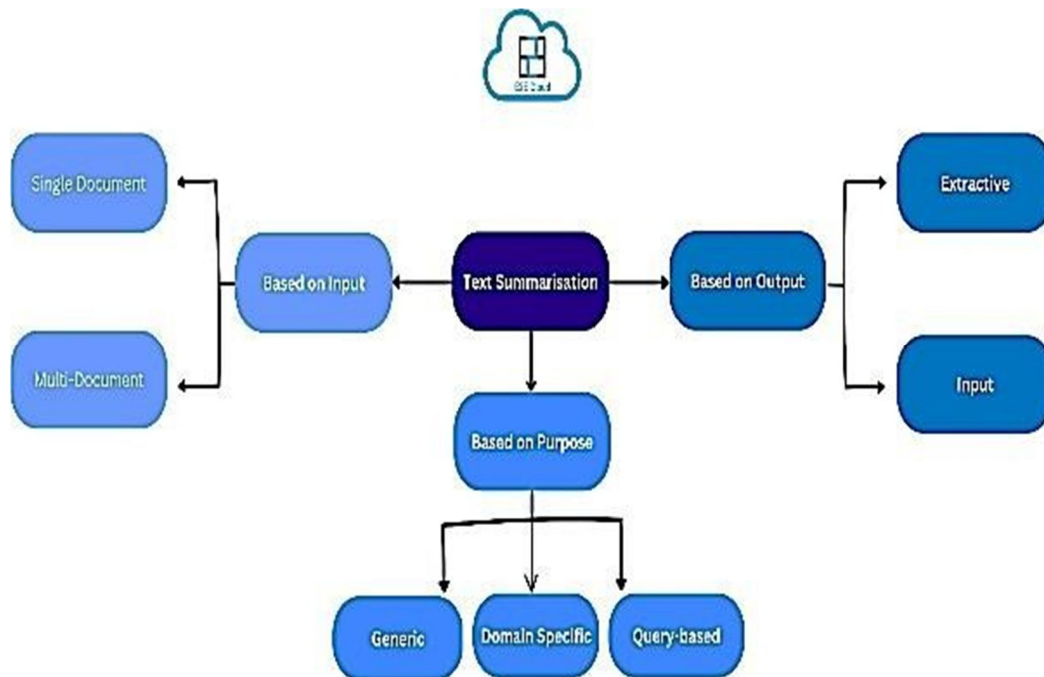 Single Document
Extractive
Based on Input
Text Summarisation
Based on Output
Multi-Document
Input
Based on Purpose
Generic
Domain Specific
Query-based